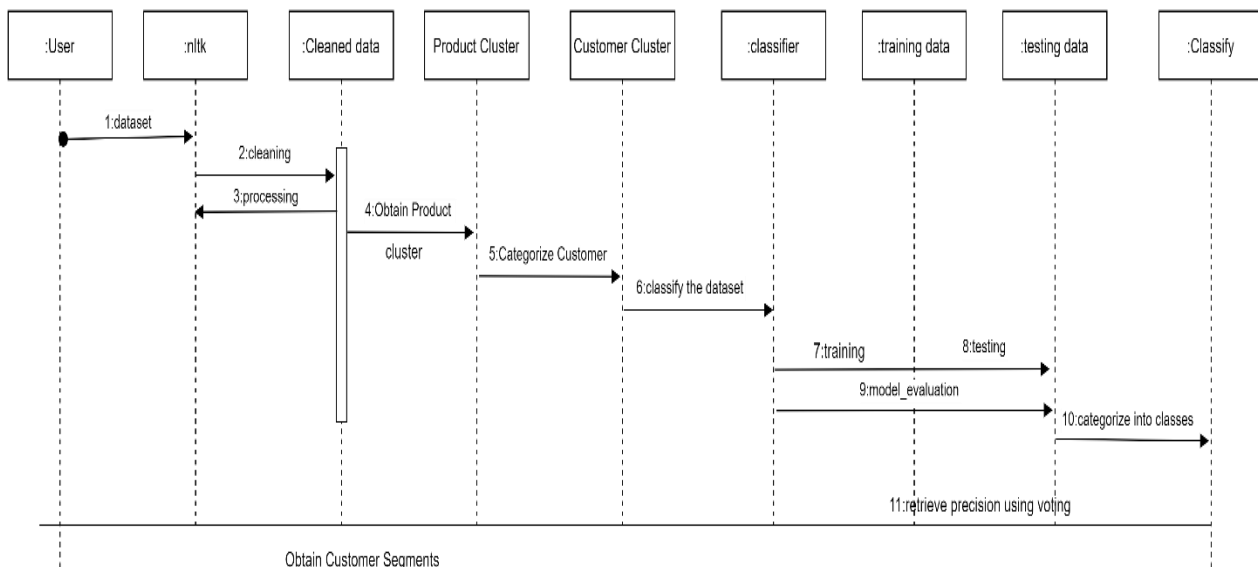 :User
:nltk
:Cleaned data
Product Cluster
Customer Cluster
:classifier
:training data
:testing data
:Classify
1:dataset
2:cleaning
3:processing
4:Obtain Product
cluster
5:Categorize Customer
6:classify the dataset
7:training
8:testing
9:model_evaluation
10:categorize into classes
11:retrieve precision using voting
Obtain Customer Segments